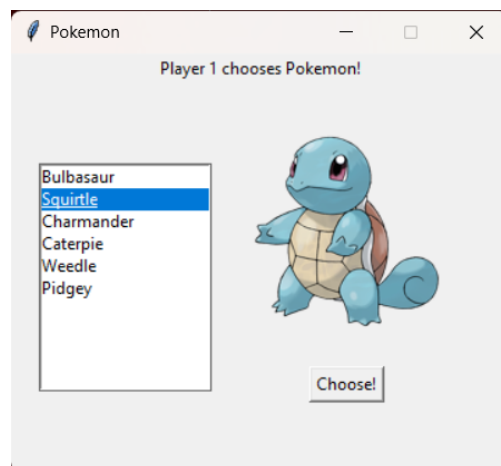 Pokemon
Player 1 chooses Pokemon!
Bulbasaur
Squirtle
Charmander
Caterpie
Weedle
Pidgey
Choose!